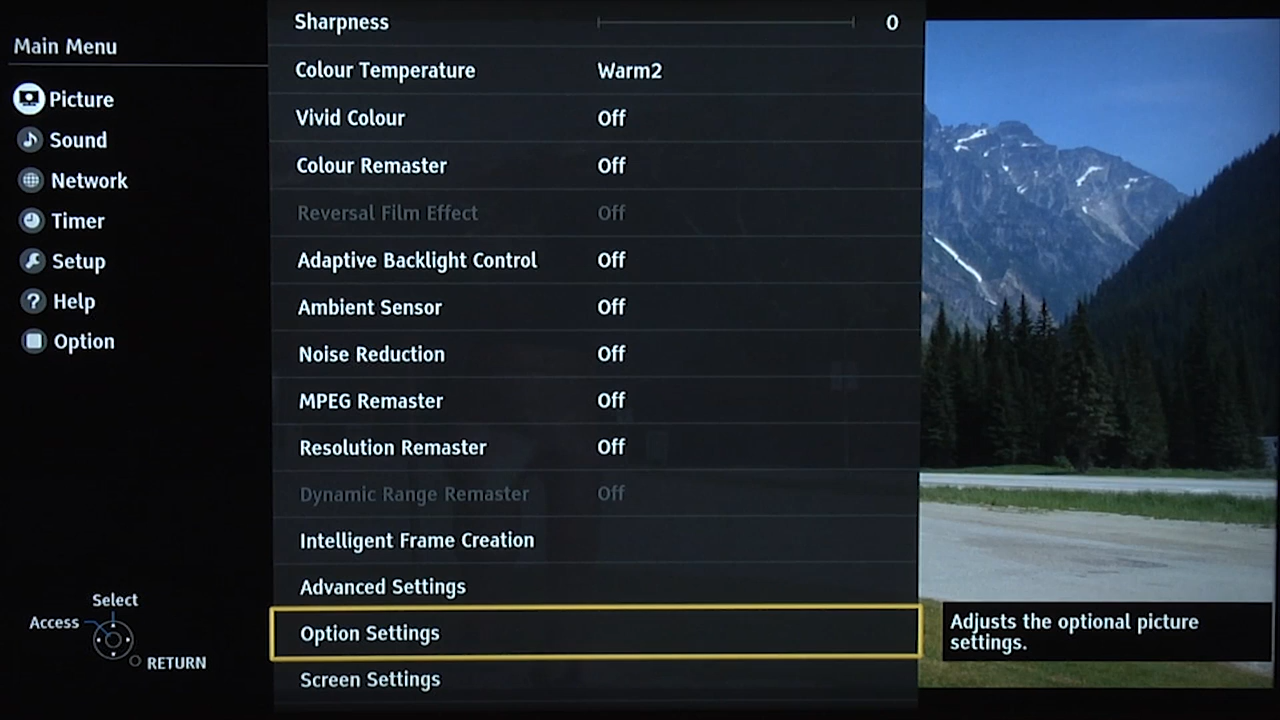 Main Menu
Picture
Sound
Network
Timer
Setup
? Help
Option
Select
Access
RETURN
Sharpness 0
Colour Temperature Warm2
Vivid Colour Off
Colour Remaster Off
Reversal Film Effect Off
Adaptive Backlight Control Off
Ambient Sensor Off
Noise Reduction Off
MPEG Remaster Off
Resolution Remaster Off
Dynamic Range Remaster Off
Intelligent Frame Creation
Advanced Settings
Option Settings
Screen Settings
Adjusts the optional picture
settings.